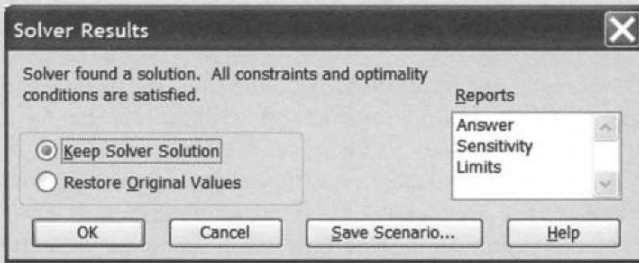 Solver Results
Solver found a solution. All constraints and optimality
conditions are satisfied.
Reports
Answer
Sensitivity
Limits
Keep Solver Solution
Restore Original Values
OK Cancel Save Scenario... Help